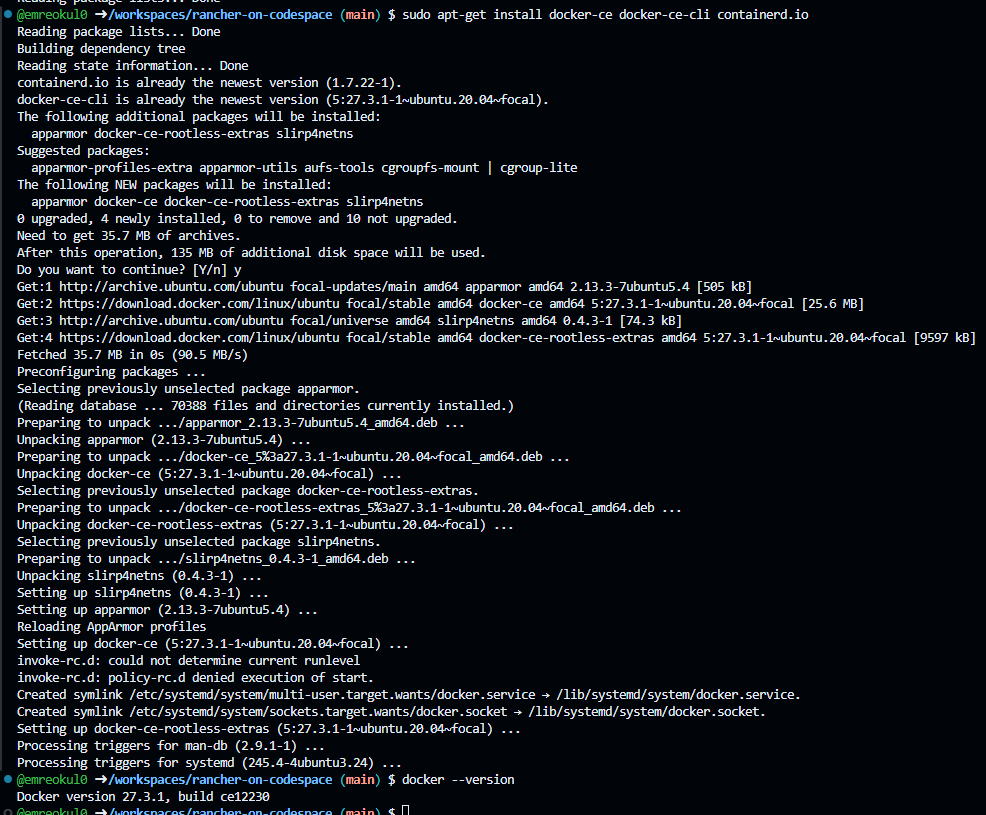 Reading package lists... Done
@emreokul0 ➜/workspaces/rancher-on-codespace (main) $ sudo apt-get install docker-ce docker-ce-cli containerd.io
Reading package lists... Done
Building dependency tree
Reading state information... Done
containerd.io is already the newest version (1.7.22-1).
docker-ce-cli is already the newest version (5:27.3.1-1~ubuntu.20.04~focal).
The following additional packages will be installed:
  apparmor docker-ce-rootless-extras slirp4netns
Suggested packages:
  apparmor-profiles-extra apparmor-utils aufs-tools cgroupfs-mount | cgroup-lite
The following NEW packages will be installed:
  apparmor docker-ce docker-ce-rootless-extras slirp4netns
0 upgraded, 4 newly installed, 0 to remove and 10 not upgraded.
Need to get 35.7 MB of archives.
After this operation, 135 MB of additional disk space will be used.
Do you want to continue? [Y/n] y
Get:1 http://archive.ubuntu.com/ubuntu focal-updates/main amd64 apparmor amd64 2.13.3-7ubuntu5.4 [505 kB]
Get:2 https://download.docker.com/linux/ubuntu focal/stable amd64 docker-ce amd64 5:27.3.1-1~ubuntu.20.04~focal [25.6 MB]
Get:3 http://archive.ubuntu.com/ubuntu focal/universe amd64 slirp4netns amd64 0.4.3-1 [74.3 kB]
Get:4 https://download.docker.com/linux/ubuntu focal/stable amd64 docker-ce-rootless-extras amd64 5:27.3.1-1~ubuntu.20.04~focal [9597 kB]
Fetched 35.7 MB in 0s (90.5 MB/s)
Preconfiguring packages ...
Selecting previously unselected package apparmor.
(Reading database ... 70388 files and directories currently installed.)
Preparing to unpack .../apparmor_2.13.3-7ubuntu5.4_amd64.deb ...
Unpacking apparmor (2.13.3-7ubuntu5.4) ...
Preparing to unpack .../docker-ce_5%3a27.3.1-1~ubuntu.20.04~focal_amd64.deb ...
Unpacking docker-ce (5:27.3.1-1~ubuntu.20.04~focal) ...
Selecting previously unselected package docker-ce-rootless-extras.
Preparing to unpack .../docker-ce-rootless-extras_5%3a27.3.1-1~ubuntu.20.04~focal_amd64.deb ...
Unpacking docker-ce-rootless-extras (5:27.3.1-1~ubuntu.20.04~focal) ...
Selecting previously unselected package slirp4netns.
Preparing to unpack .../slirp4netns_0.4.3-1_amd64.deb ...
Unpacking slirp4netns (0.4.3-1) ...
Setting up slirp4netns (0.4.3-1) ...
Setting up apparmor (2.13.3-7ubuntu5.4) ...
Reloading AppArmor profiles
Setting up docker-ce (5:27.3.1-1~ubuntu.20.04~focal) ...
invoke-rc.d: could not determine current runlevel
invoke-rc.d: policy-rc.d denied execution of start.
Created symlink /etc/systemd/system/multi-user.target.wants/docker.service → /lib/systemd/system/docker.service.
Created symlink /etc/systemd/system/sockets.target.wants/docker.socket → /lib/systemd/system/docker.socket.
Setting up docker-ce-rootless-extras (5:27.3.1-1~ubuntu.20.04~focal) ...
Processing triggers for man-db (2.9.1-1) ...
Processing triggers for systemd (245.4-4ubuntu3.24) ...
@emreokul0 ➜/workspaces/rancher-on-codespace (main) $ docker --version
Docker version 27.3.1, build ce12230
@emreokul0 ➜/workspaces/rancher-on-codespace (main) $